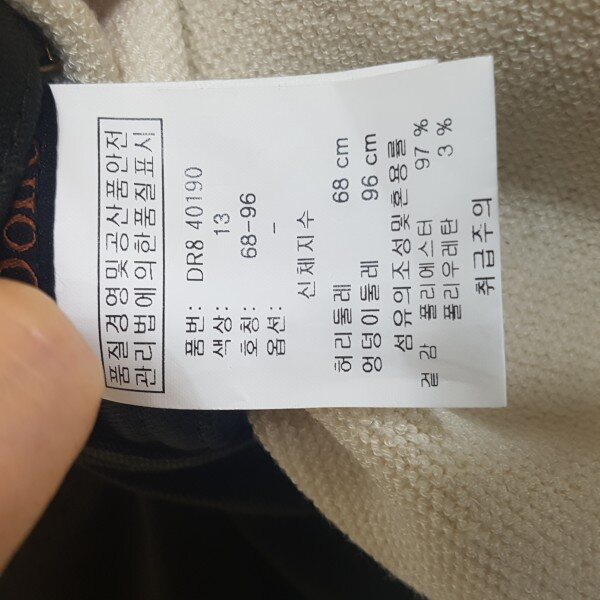 품질경영및공산품안전
관리법에의한품질표시
품번: DR8 40190
색상: 13
호칭: 68-96
옵션: -
신체지수
허리둘레 68 cm
엉덩이둘레 96 cm
섬유의조성및혼용률
겉감 폴리에스터 97 %
폴리우레탄 3 %
취급주의